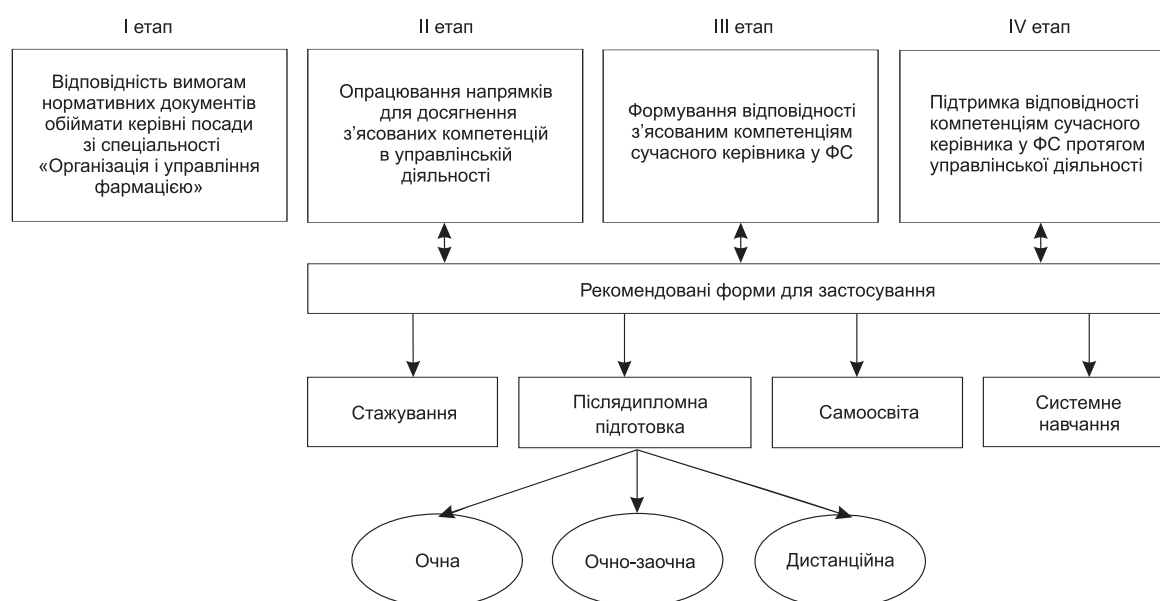 I етап
II етап
III етап
IV етап
Відповідність вимогам
нормативних документів
обіймати керівні посади
зі спеціальності
«Організація і управління
фармацією»
Опрацювання напрямків
для досягнення
з’ясованих компетенцій
в управлінській
діяльності
Формування відповідності
з’ясованим компетенціям
сучасного керівника у ФС
Підтримка відповідності
компетенціям сучасного
керівника у ФС протягом
управлінської діяльності
Рекомендовані форми для застосування
Стажування
Післядипломна
підготовка
Самоосвіта
Системне
навчання
Очна
Очно-заочна
Дистанційна